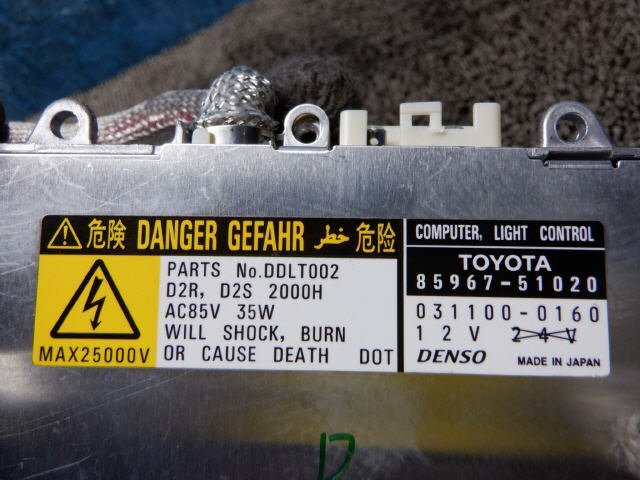 危険 DANGER GEFAHR خطر 危险
PARTS No.DDLT002
D2R, D2S 2000H
AC85V 35W
WILL SHOCK, BURN
OR CAUSE DEATH DOT
MAX25000V
COMPUTER, LIGHT CONTROL
TOYOTA
85967-51020
031100-0160
12V 24V
DENSO MADE IN JAPAN
D